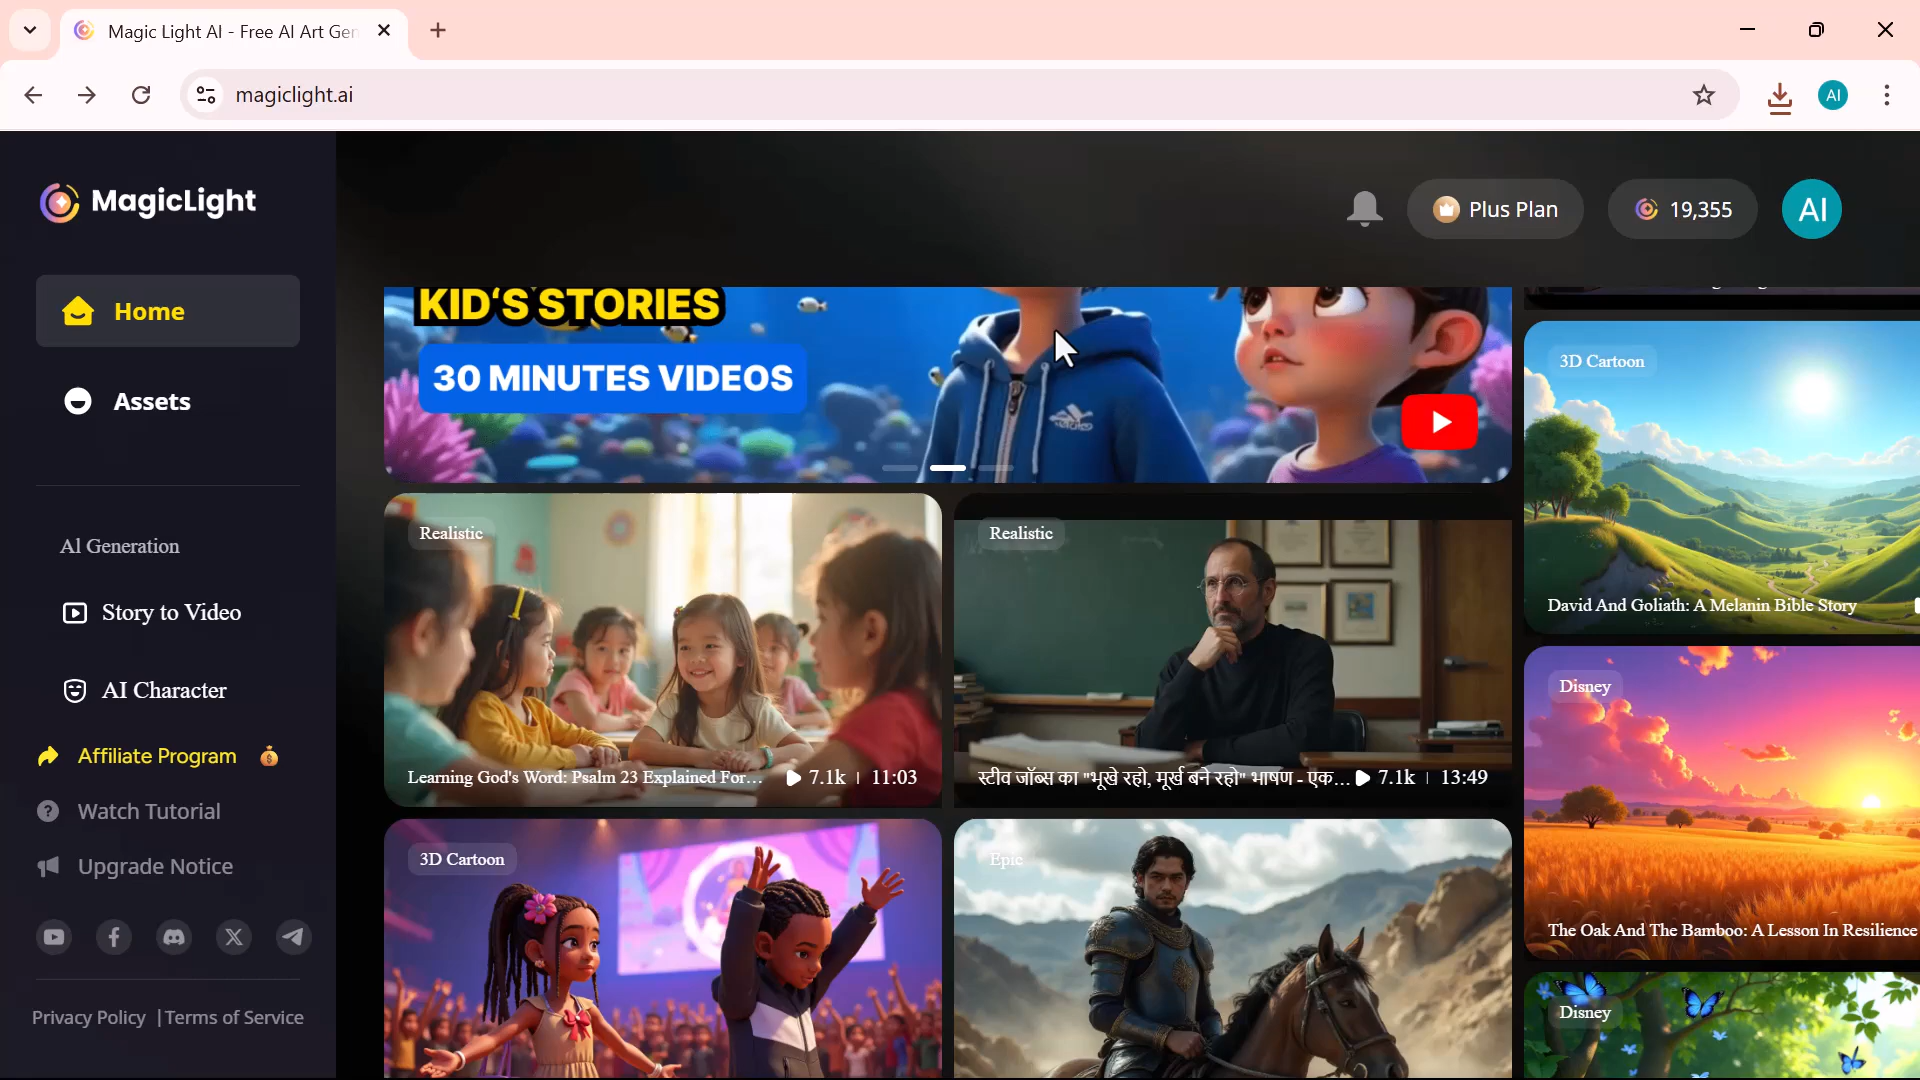 Magic Light AI - Free AI Art Gen
magiclight.ai
AI
MagicLight
Plus Plan
19,355
AI
Home
Assets
AI Generation
Story to Video
AI Character
Affiliate Program
Watch Tutorial
Upgrade Notice
Privacy Policy | Terms of Service
KID'S STORIES
30 MINUTES VIDEOS
3D Cartoon
David And Goliath: A Melanin Bible Story
Realistic
Learning God's Word: Psalm 23 Explained For... 7.1k | 11:03
Realistic
स्टीव जॉब्स का "भूखे रहो, मूर्ख बने रहो" भाषण - एक... 7.1k | 13:49
Disney
The Oak And The Bamboo: A Lesson In Resilience
3D Cartoon
Epic
Disney